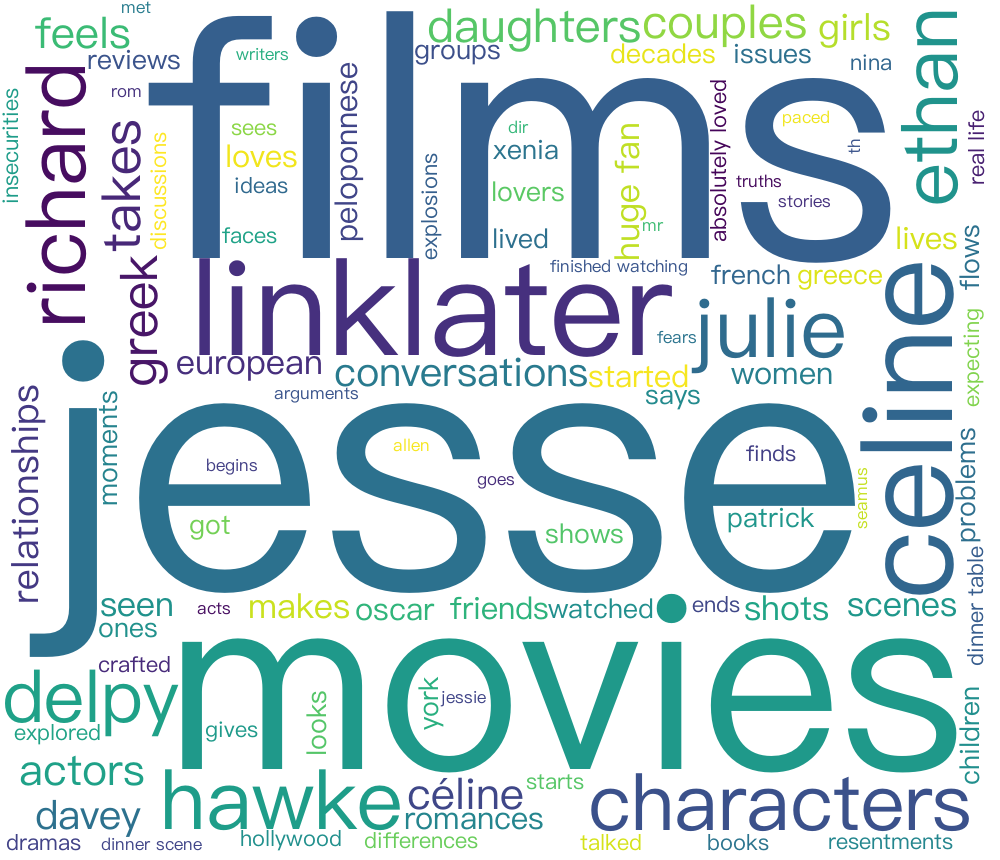 met
feels
daughters
couples
girls
ethan
reviews
writers
groups
decades
issues
nina
films
richard
rom
insecurities
takes
discussions
sees
loves
ideas
faces
peloponnese
explosions
dir
xenia
lovers
lived
huge fan
mr
absolutely loved
truths
stories
paced
th
real life
lives
flows
greek
linklater
finished watching
french
greece
european
conversations
started
fears
julie
women
says
celine
expecting
arguments
relationships
moments
jesse
begins
allen
goes
finds
got
shows
patrick
seamus
problems
dinner table
seen
ones
acts
makes
oscar
friends
watched
ends
shots
scenes
crafted
movies
delpy
explored
gives
looks
york
jessie
children
actors
davey
hawke
céline
romances
starts
characters
dramas
dinner scene
hollywood
differences
talked
books
resentments